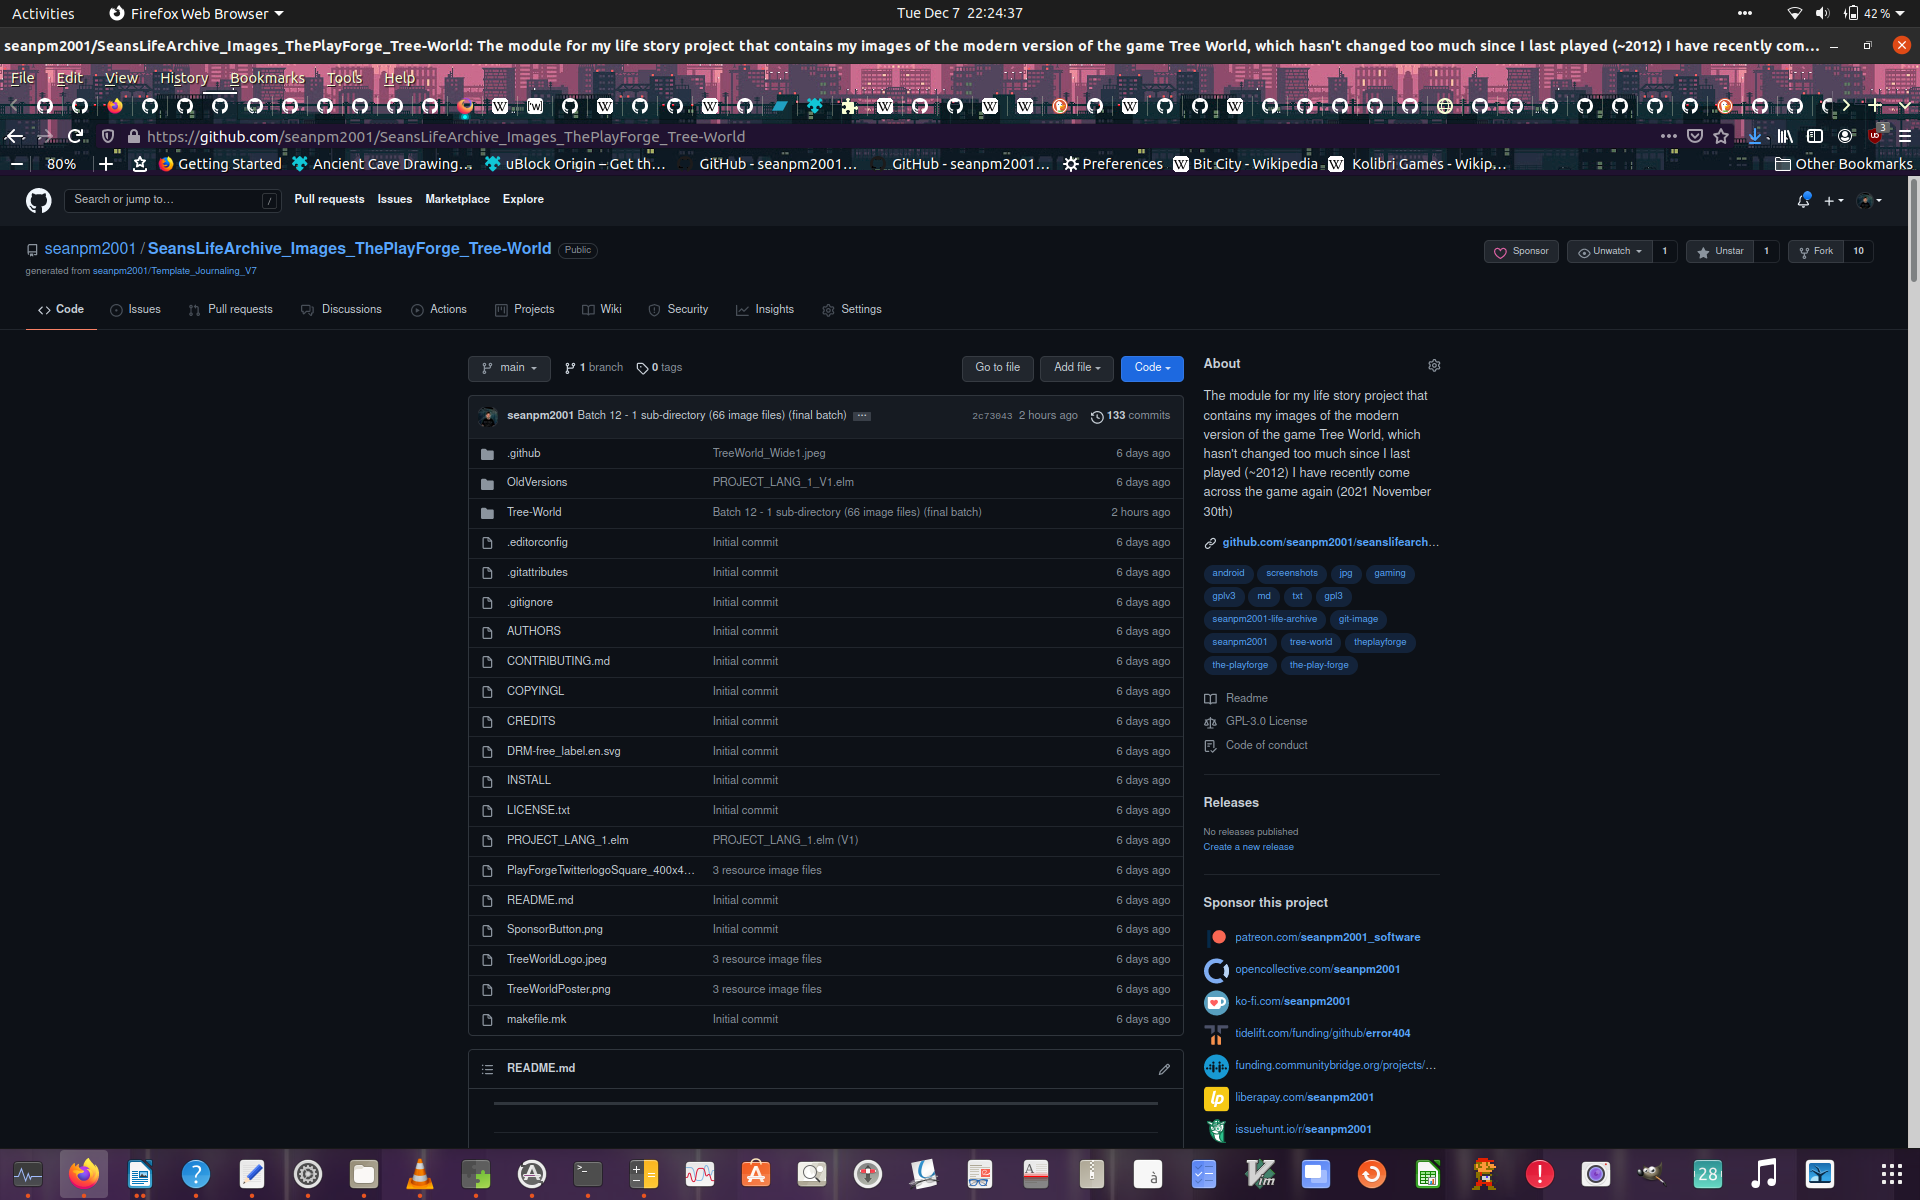 Activities
Firefox Web Browser
Tue Dec 7 22:24:37
42 %
seanpm2001/SeansLifeArchive_Images_ThePlayForge_Tree-World: The module for my life story project that contains my images of the modern version of the game Tree World, which hasn't changed too much since I last played (~2012) I have recently com…
File Edit View History Bookmarks Tools Help
https://github.com/seanpm2001/SeansLifeArchive_Images_ThePlayForge_Tree-World
3
80%
Getting Started
Ancient Cave Drawing…
uBlock Origin – Get th…
GitHub - seanpm2001…
GitHub - seanpm2001…
Preferences
Bit City - Wikipedia
Kolibri Games - Wikip…
Other Bookmarks
Search or jump to…
/
Pull requests Issues Marketplace Explore
seanpm2001 / SeansLifeArchive_Images_ThePlayForge_Tree-World Public
generated from seanpm2001/Template_Journaling_V7
Sponsor
Unwatch 1
Unstar 1
Fork 10
Code Issues Pull requests Discussions Actions Projects Wiki Security Insights Settings
main 1 branch 0 tags
Go to file Add file Code
seanpm2001 Batch 12 - 1 sub-directory (66 image files) (final batch) 2c73043 2 hours ago 133 commits
.github TreeWorld_Wide1.jpeg 6 days ago
OldVersions PROJECT_LANG_1_V1.elm 6 days ago
Tree-World Batch 12 - 1 sub-directory (66 image files) (final batch) 2 hours ago
.editorconfig Initial commit 6 days ago
.gitattributes Initial commit 6 days ago
.gitignore Initial commit 6 days ago
AUTHORS Initial commit 6 days ago
CONTRIBUTING.md Initial commit 6 days ago
COPYINGL Initial commit 6 days ago
CREDITS Initial commit 6 days ago
DRM-free_label.en.svg Initial commit 6 days ago
INSTALL Initial commit 6 days ago
LICENSE.txt Initial commit 6 days ago
PROJECT_LANG_1.elm PROJECT_LANG_1.elm (V1) 6 days ago
PlayForgeTwitterlogoSquare_400x4… 3 resource image files 6 days ago
README.md Initial commit 6 days ago
SponsorButton.png Initial commit 6 days ago
TreeWorldLogo.jpeg 3 resource image files 6 days ago
TreeWorldPoster.png 3 resource image files 6 days ago
makefile.mk Initial commit 6 days ago
README.md
About
The module for my life story project that
contains my images of the modern
version of the game Tree World, which
hasn't changed too much since I last
played (~2012) I have recently come
across the game again (2021 November
30th)
github.com/seanpm2001/seanslifearch…
android screenshots jpg gaming
gplv3 md txt gpl3
seanpm2001-life-archive git-image
seanpm2001 tree-world theplayforge
the-playforge the-play-forge
Readme
GPL-3.0 License
Code of conduct
Releases
No releases published
Create a new release
Sponsor this project
patreon.com/seanpm2001_software
opencollective.com/seanpm2001
ko-fi.com/seanpm2001
tidelift.com/funding/github/error404
funding.communitybridge.org/projects/…
lp liberapay.com/seanpm2001
issuehunt.io/r/seanpm2001
28